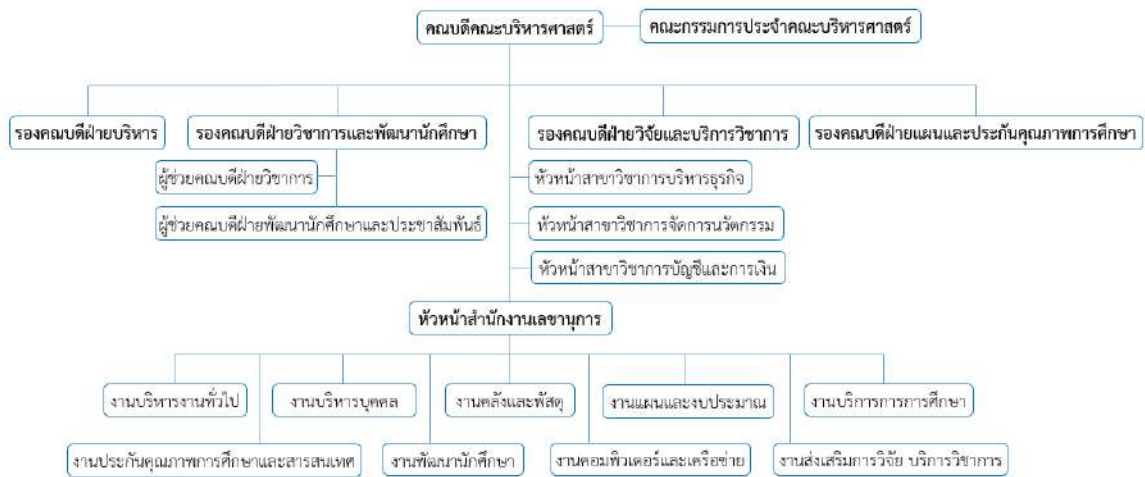 คณบดีคณะบริหารศาสตร์
คณะกรรมการประจำคณะบริหารศาสตร์
รองคณบดีฝ่ายบริหาร
รองคณบดีฝ่ายวิชาการและพัฒนานักศึกษา
รองคณบดีฝ่ายวิจัยและบริการวิชาการ
รองคณบดีฝ่ายแผนและประกันคุณภาพการศึกษา
ผู้ช่วยคณบดีฝ่ายวิชาการ
หัวหน้าสาขาวิชาการบริหารธุรกิจ
ผู้ช่วยคณบดีฝ่ายพัฒนานักศึกษาและประชาสัมพันธ์
หัวหน้าสาขาวิชาการจัดการนวัตกรรม
หัวหน้าสาขาวิชาการบัญชีและการเงิน
หัวหน้าสำนักงานเลขานุการ
งานบริหารงานทั่วไป
งานบริหารบุคคล
งานคลังและพัสดุ
งานแผนและงบประมาณ
งานบริการการการศึกษา
งานประกันคุณภาพการศึกษาและสารสนเทศ
งานพัฒนานักศึกษา
งานคอมพิวเตอร์และเครือข่าย
งานส่งเสริมการวิจัย บริการวิชาการ